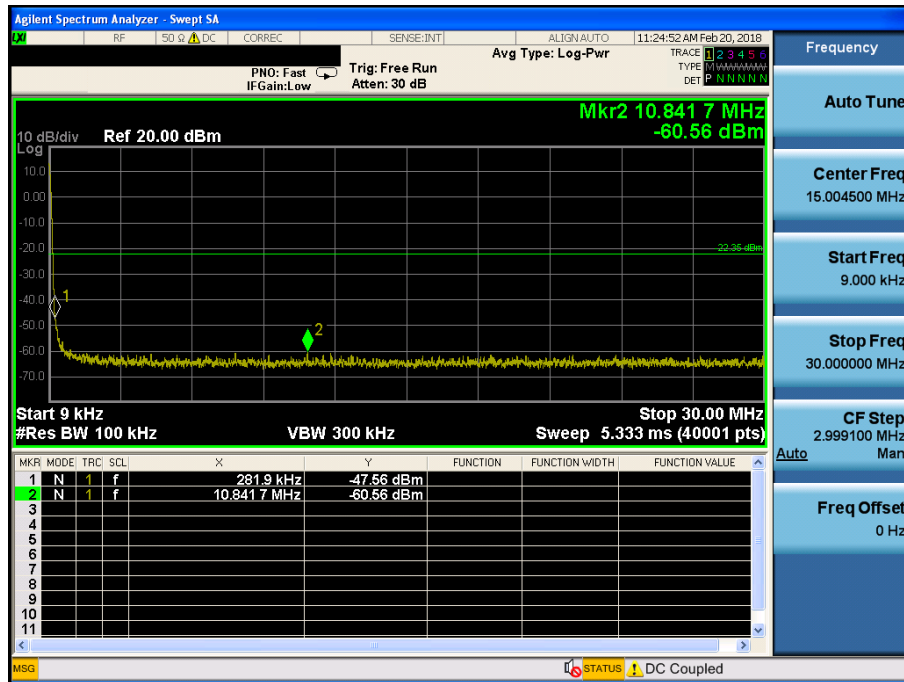 Agilent Spectrum Analyzer - Swept SA
LXI RF 50 Ω DC CORREC SENSE:INT ALIGN AUTO 11:24:52 AM Feb 20, 2018
Frequency
Avg Type: Log-Pwr
TRACE 1 2 3 4 5 6
PNO: Fast Trig: Free Run TYPE M W W W W W
IFGain:Low Atten: 30 dB DET P N N N N N
Auto Tune
Mkr2 10.841 7 MHz
-60.56 dBm
10 dB/div Ref 20.00 dBm
Log
10.0
0.00
-10.0
-20.0
-30.0
-40.0
-50.0
-60.0
-70.0
-22.35 dBm
1
2
Center Freq
15.004500 MHz
Start Freq
9.000 kHz
Stop Freq
30.000000 MHz
Start 9 kHz Stop 30.00 MHz
#Res BW 100 kHz VBW 300 kHz Sweep 5.333 ms (40001 pts)
CF Step
2.999100 MHz
Auto Man
MKR MODE TRC SCL X Y FUNCTION FUNCTION WIDTH FUNCTION VALUE
1 N 1 f 281.9 kHz -47.56 dBm
2 N 1 f 10.841 7 MHz -60.56 dBm
3
4
5
6
7
8
9
10
11
Freq Offset
0 Hz
MSG STATUS DC Coupled